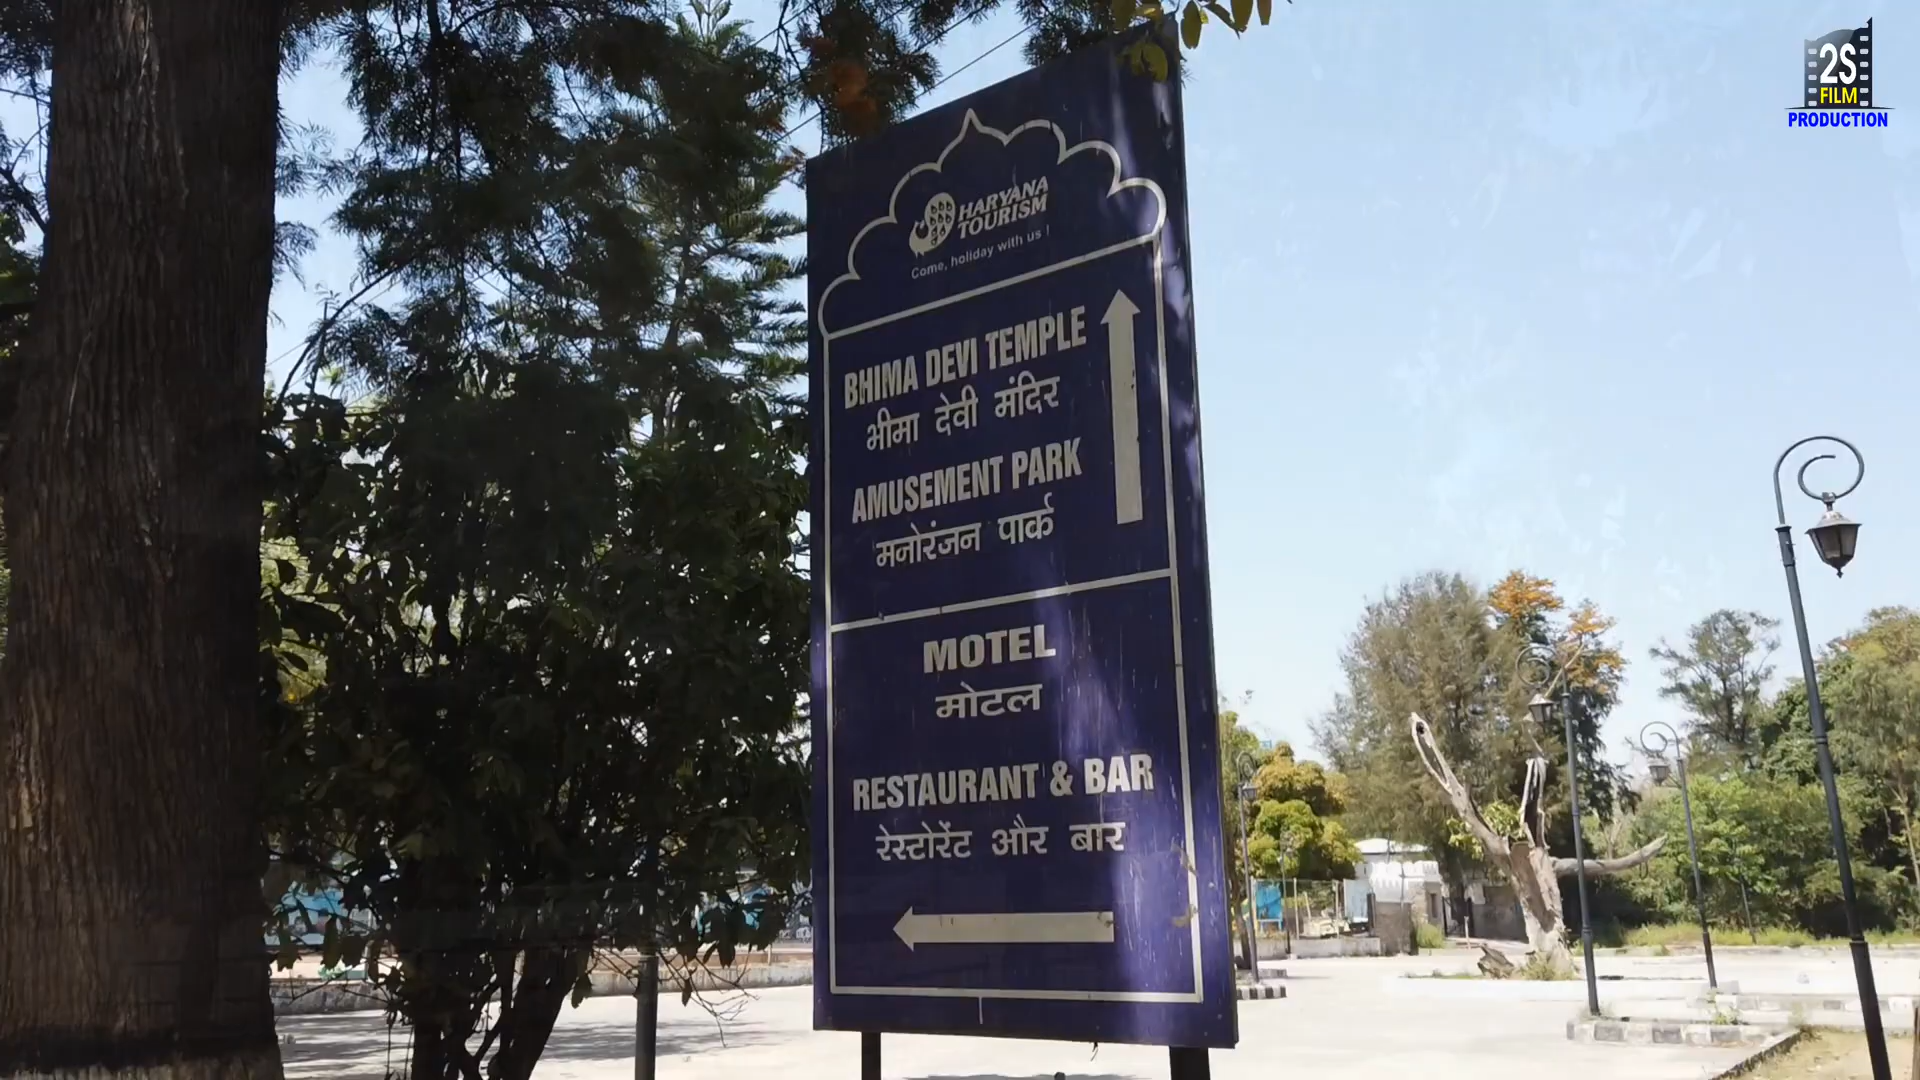 2S
FILM
PRODUCTION
HARYANA
TOURISM
Come, holiday with us !
BHIMA DEVI TEMPLE
भीमा देवी मंदिर
AMUSEMENT PARK
मनोरंजन पार्क
MOTEL
मोटल
RESTAURANT & BAR
रेस्टोरेंट और बार